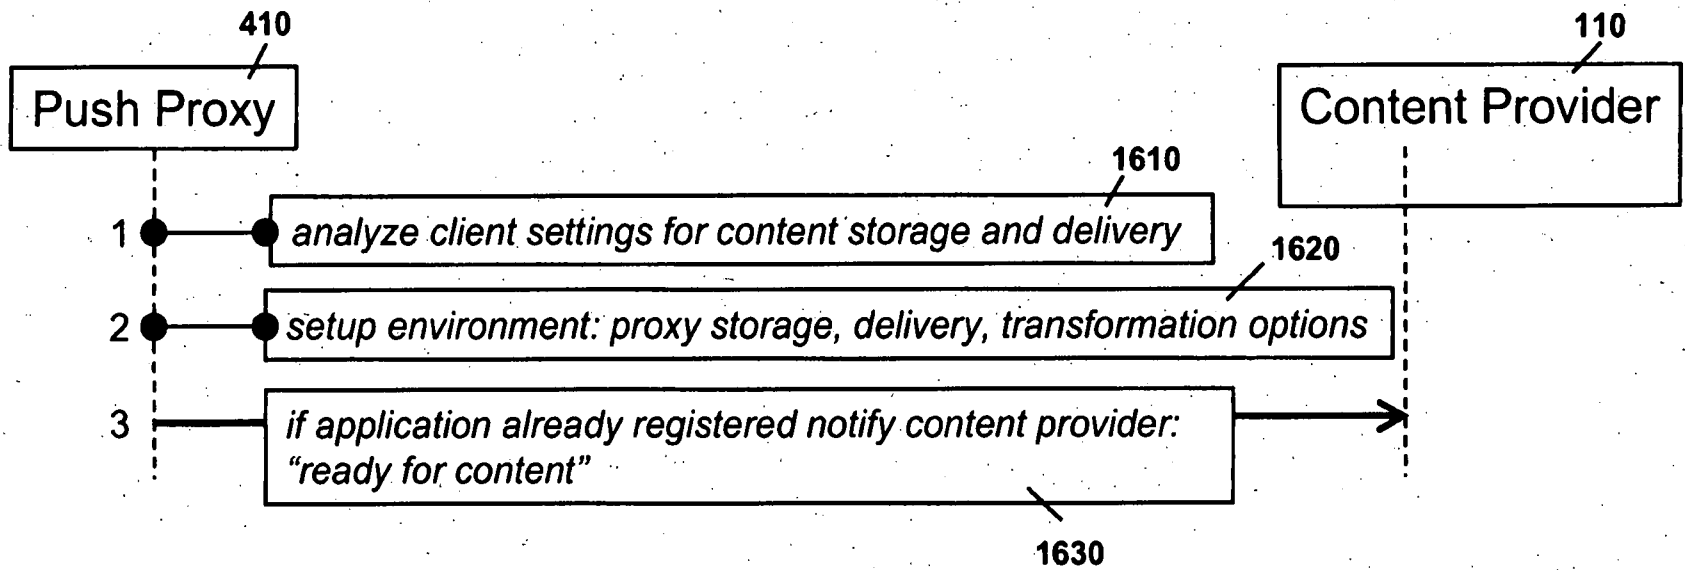 410
110
Push Proxy
Content Provider
1610
1 analyze client settings for content storage and delivery
1620
2 setup environment: proxy storage, delivery, transformation options
3 if application already registered notify content provider:
“ready for content”
1630